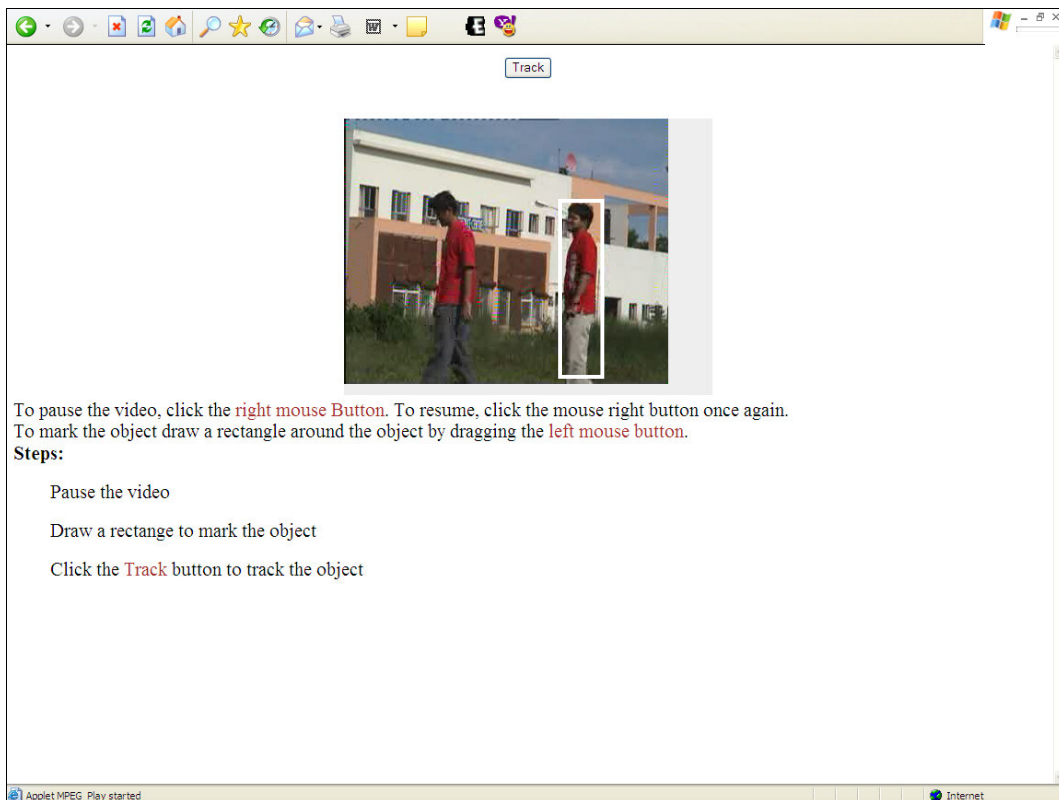 Track
To pause the video, click the right mouse Button. To resume, click the mouse right button once again.
To mark the object draw a rectangle around the object by dragging the left mouse button.
Steps:
Pause the video
Draw a rectange to mark the object
Click the Track button to track the object
Applet MPEG_Play started
Internet